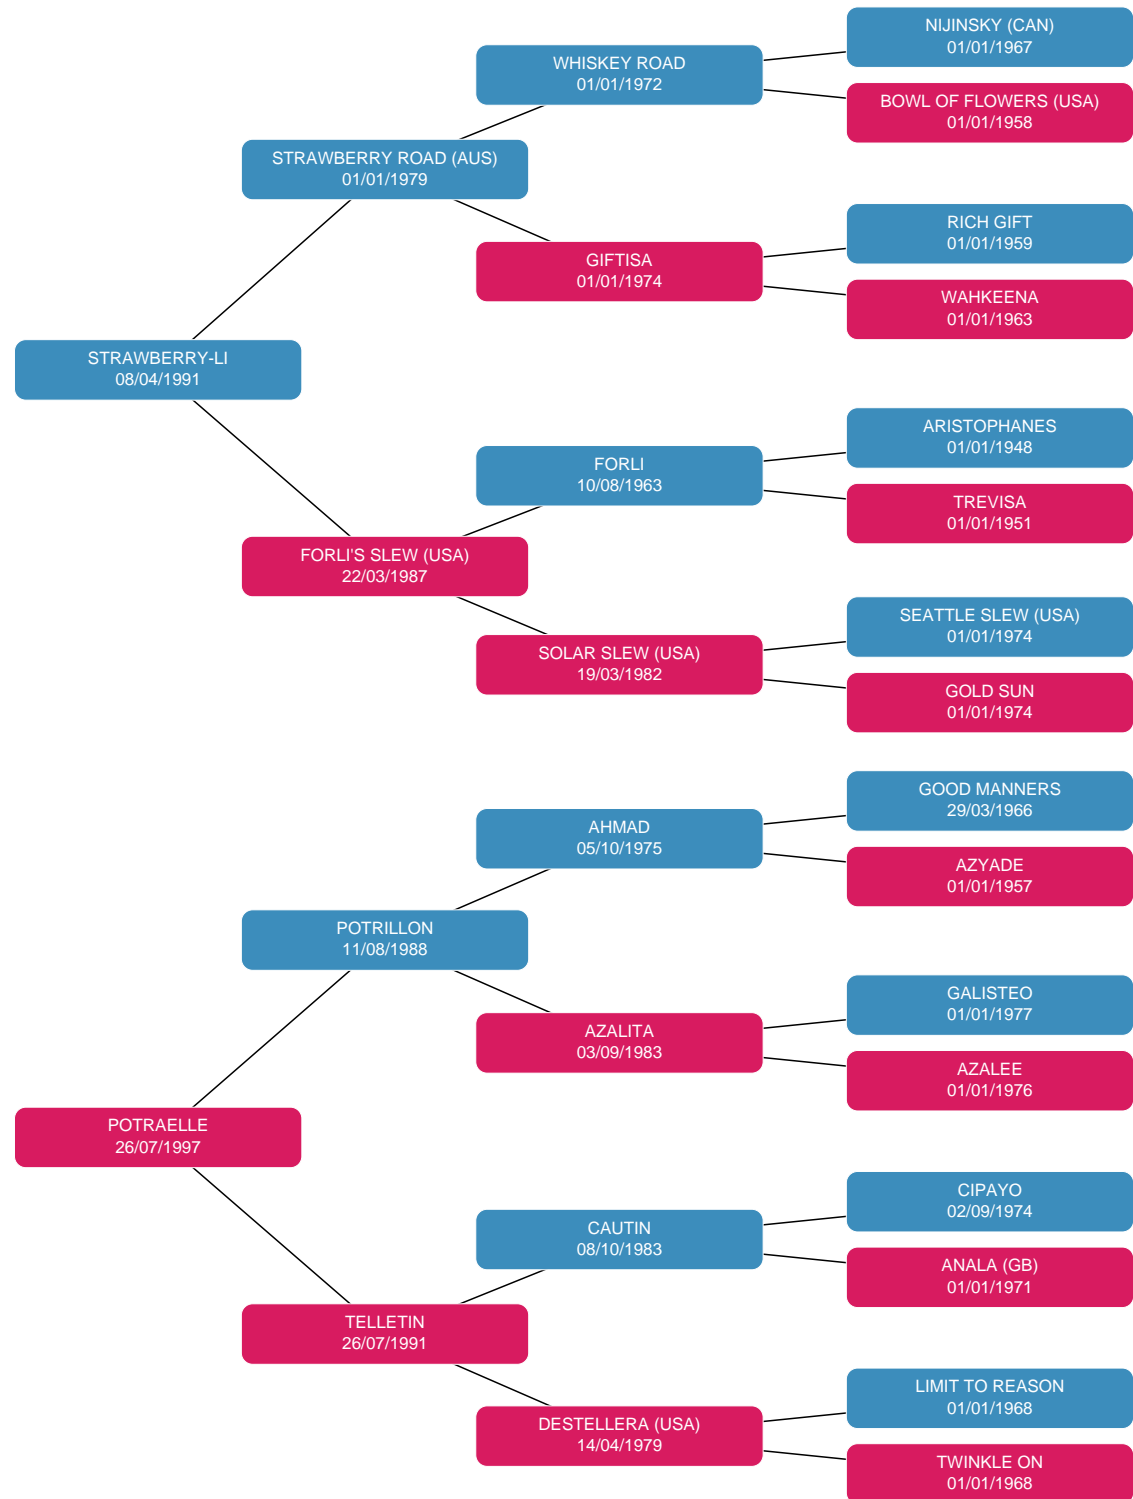 NIJINSKY (CAN)
01/01/1967
WHISKEY ROAD
01/01/1972
BOWL OF FLOWERS (USA)
01/01/1958
STRAWBERRY ROAD (AUS)
01/01/1979
RICH GIFT
01/01/1959
GIFTISA
01/01/1974
WAHKEENA
01/01/1963
STRAWBERRY-LI
08/04/1991
ARISTOPHANES
01/01/1948
FORLI
10/08/1963
TREVISA
01/01/1951
FORLI'S SLEW (USA)
22/03/1987
SEATTLE SLEW (USA)
01/01/1974
SOLAR SLEW (USA)
19/03/1982
GOLD SUN
01/01/1974
GOOD MANNERS
29/03/1966
AHMAD
05/10/1975
AZYADE
01/01/1957
POTRILLON
11/08/1988
GALISTEO
01/01/1977
AZALITA
03/09/1983
AZALEE
01/01/1976
POTRAELLE
26/07/1997
CIPAYO
02/09/1974
CAUTIN
08/10/1983
ANALA (GB)
01/01/1971
TELLETIN
26/07/1991
LIMIT TO REASON
01/01/1968
DESTELLERA (USA)
14/04/1979
TWINKLE ON
01/01/1968